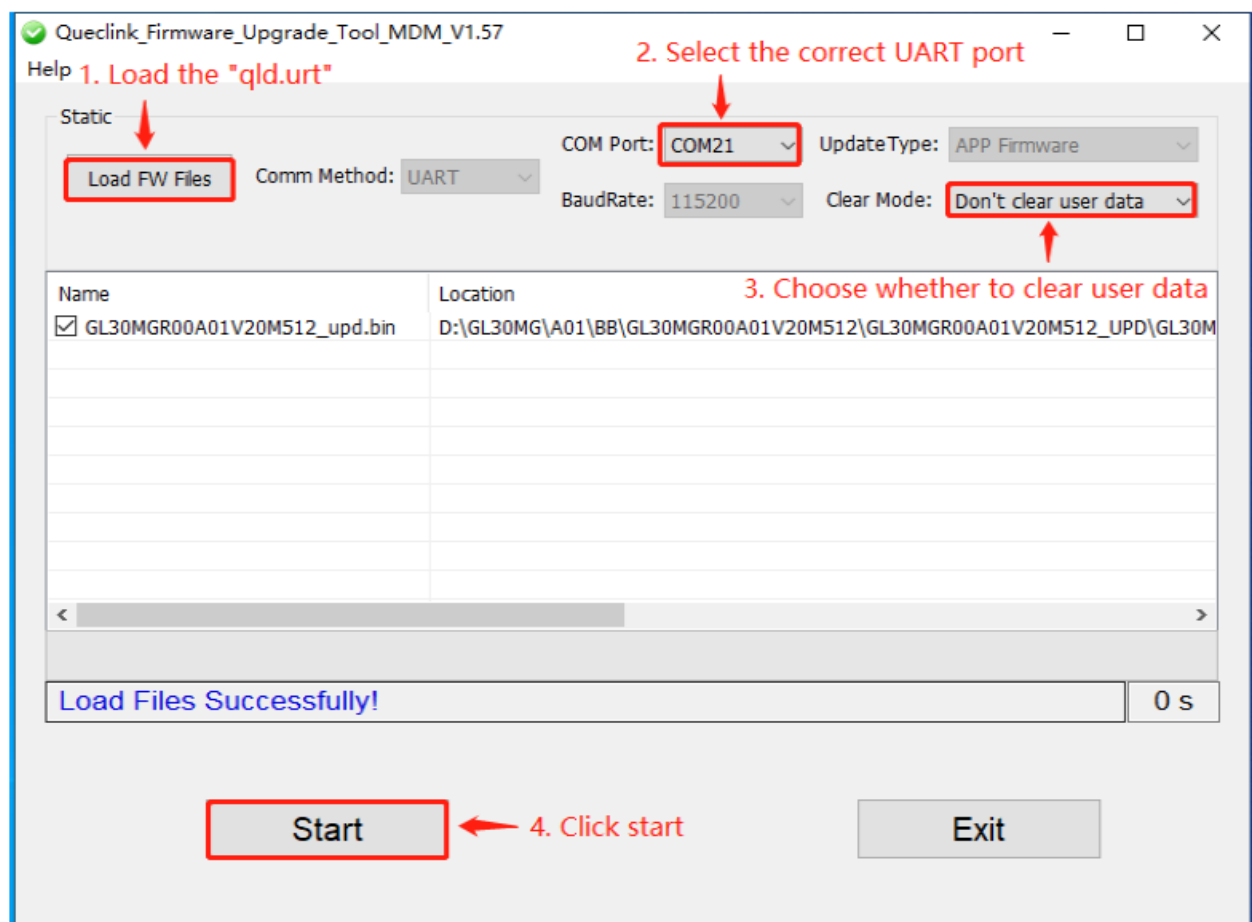 Queclink_Firmware_Upgrade_Tool_MDM_V1.57
2. Select the correct UART port
Help
1. Load the "qld.urt"
Static
COM Port: COM21
UpdateType: APP Firmware
Load FW Files
Comm Method: UART
BaudRate: 115200
Clear Mode: Don't clear user data
3. Choose whether to clear user data
Name Location
GL30MGR00A01V20M512_upd.bin D:\GL30MG\A01\BB\GL30MGR00A01V20M512\GL30MGR00A01V20M512_UPD\GL30M
Load Files Successfully! 0 s
Start
4. Click start
Exit